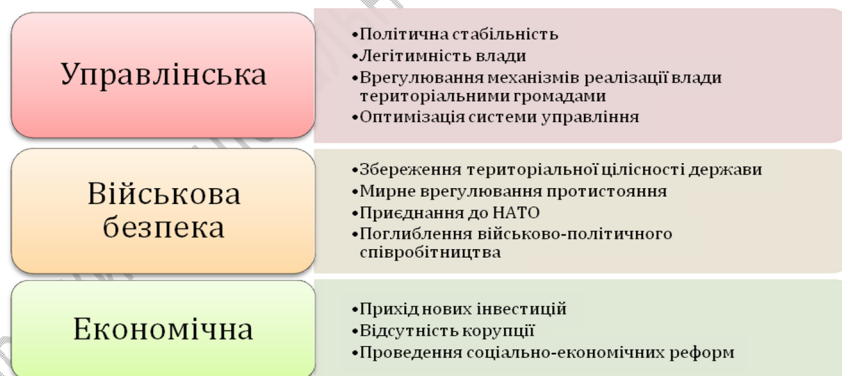 Управлінська
•Політична стабільність
•Легітимність влади
•Врегулювання механізмів реалізації влади
територіальними громадами
•Оптимізація системи управління
Військова
безпека
•Збереження територіальної цілісності держави
•Мирне врегулювання протистояння
•Приєднання до НАТО
•Поглиблення військово-політичного
співробітництва
Економічна
•Прихід нових інвестицій
•Відсутність корупції
•Проведення соціально-економічних реформ